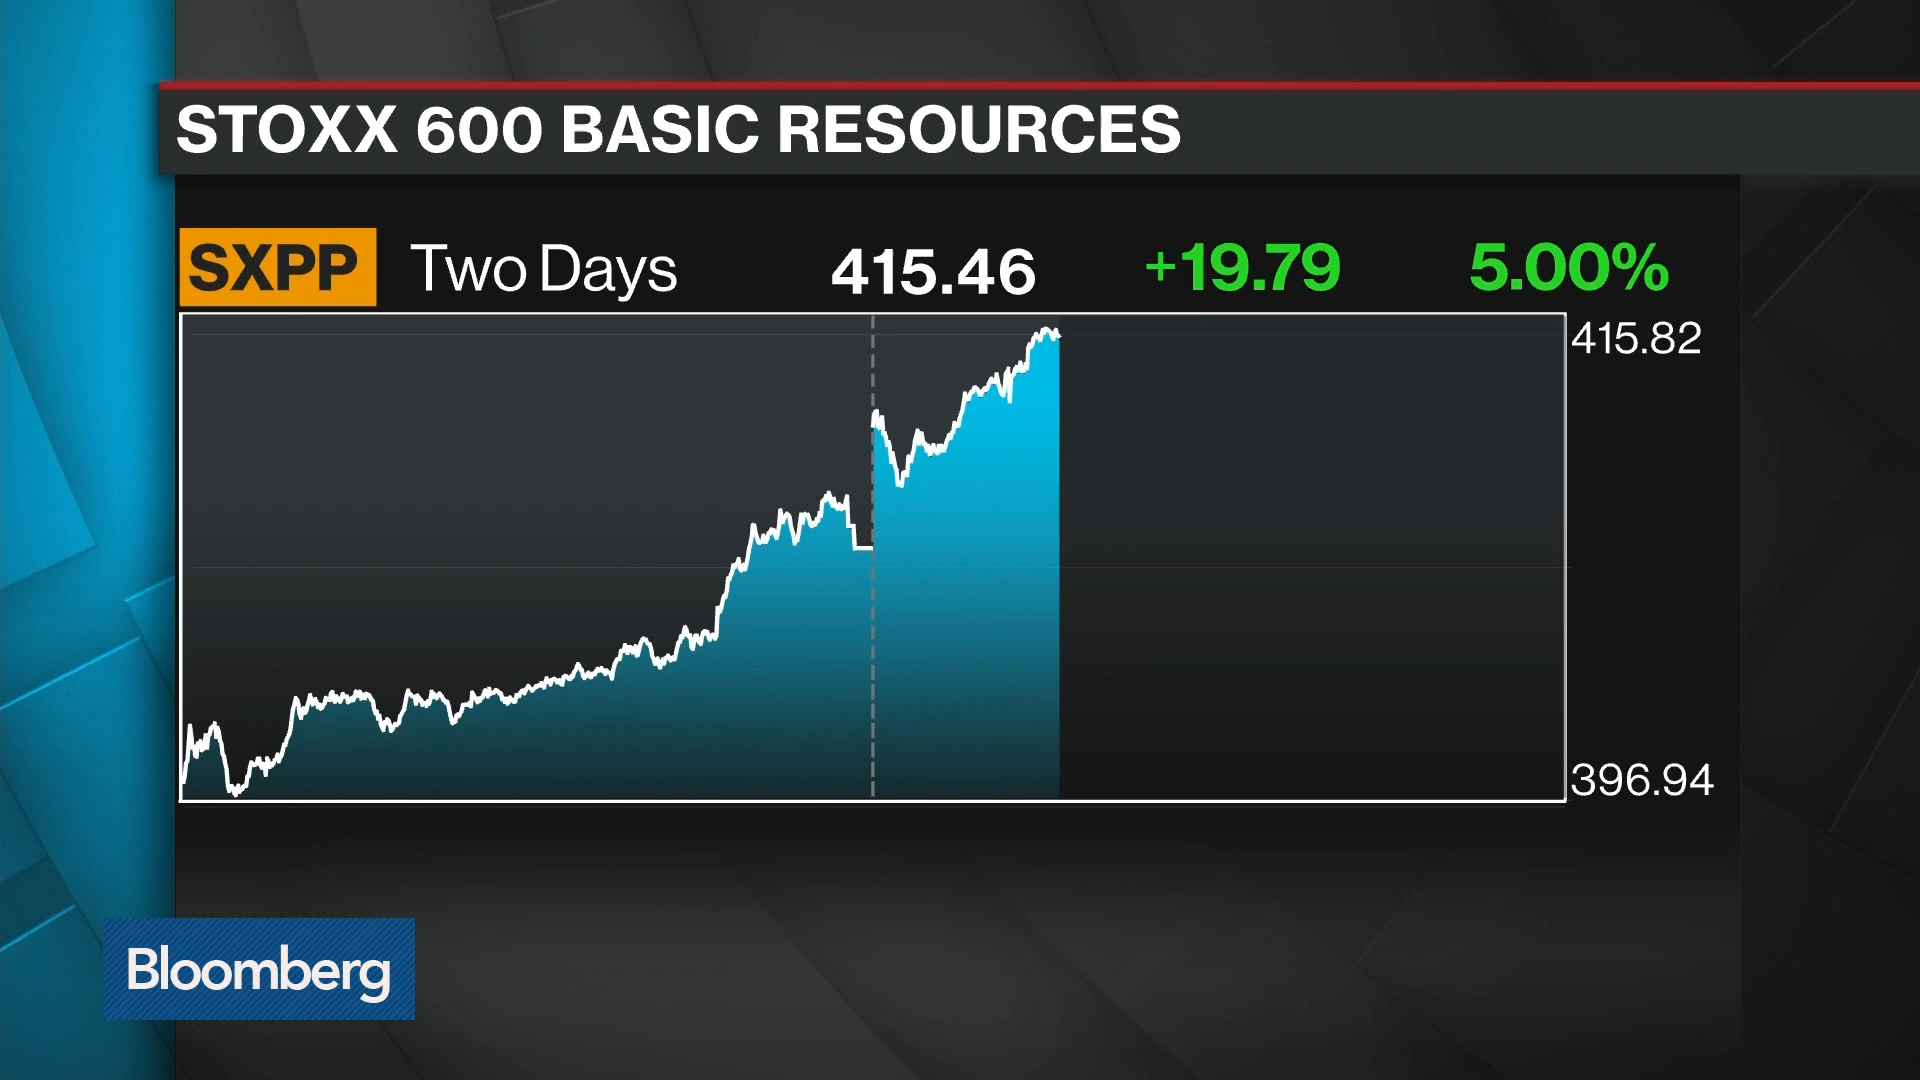 STOXX 600 BASIC RESOURCES
SXPP Two Days 415.46 +19.79 5.00%
415.82
396.94
Bloomberg